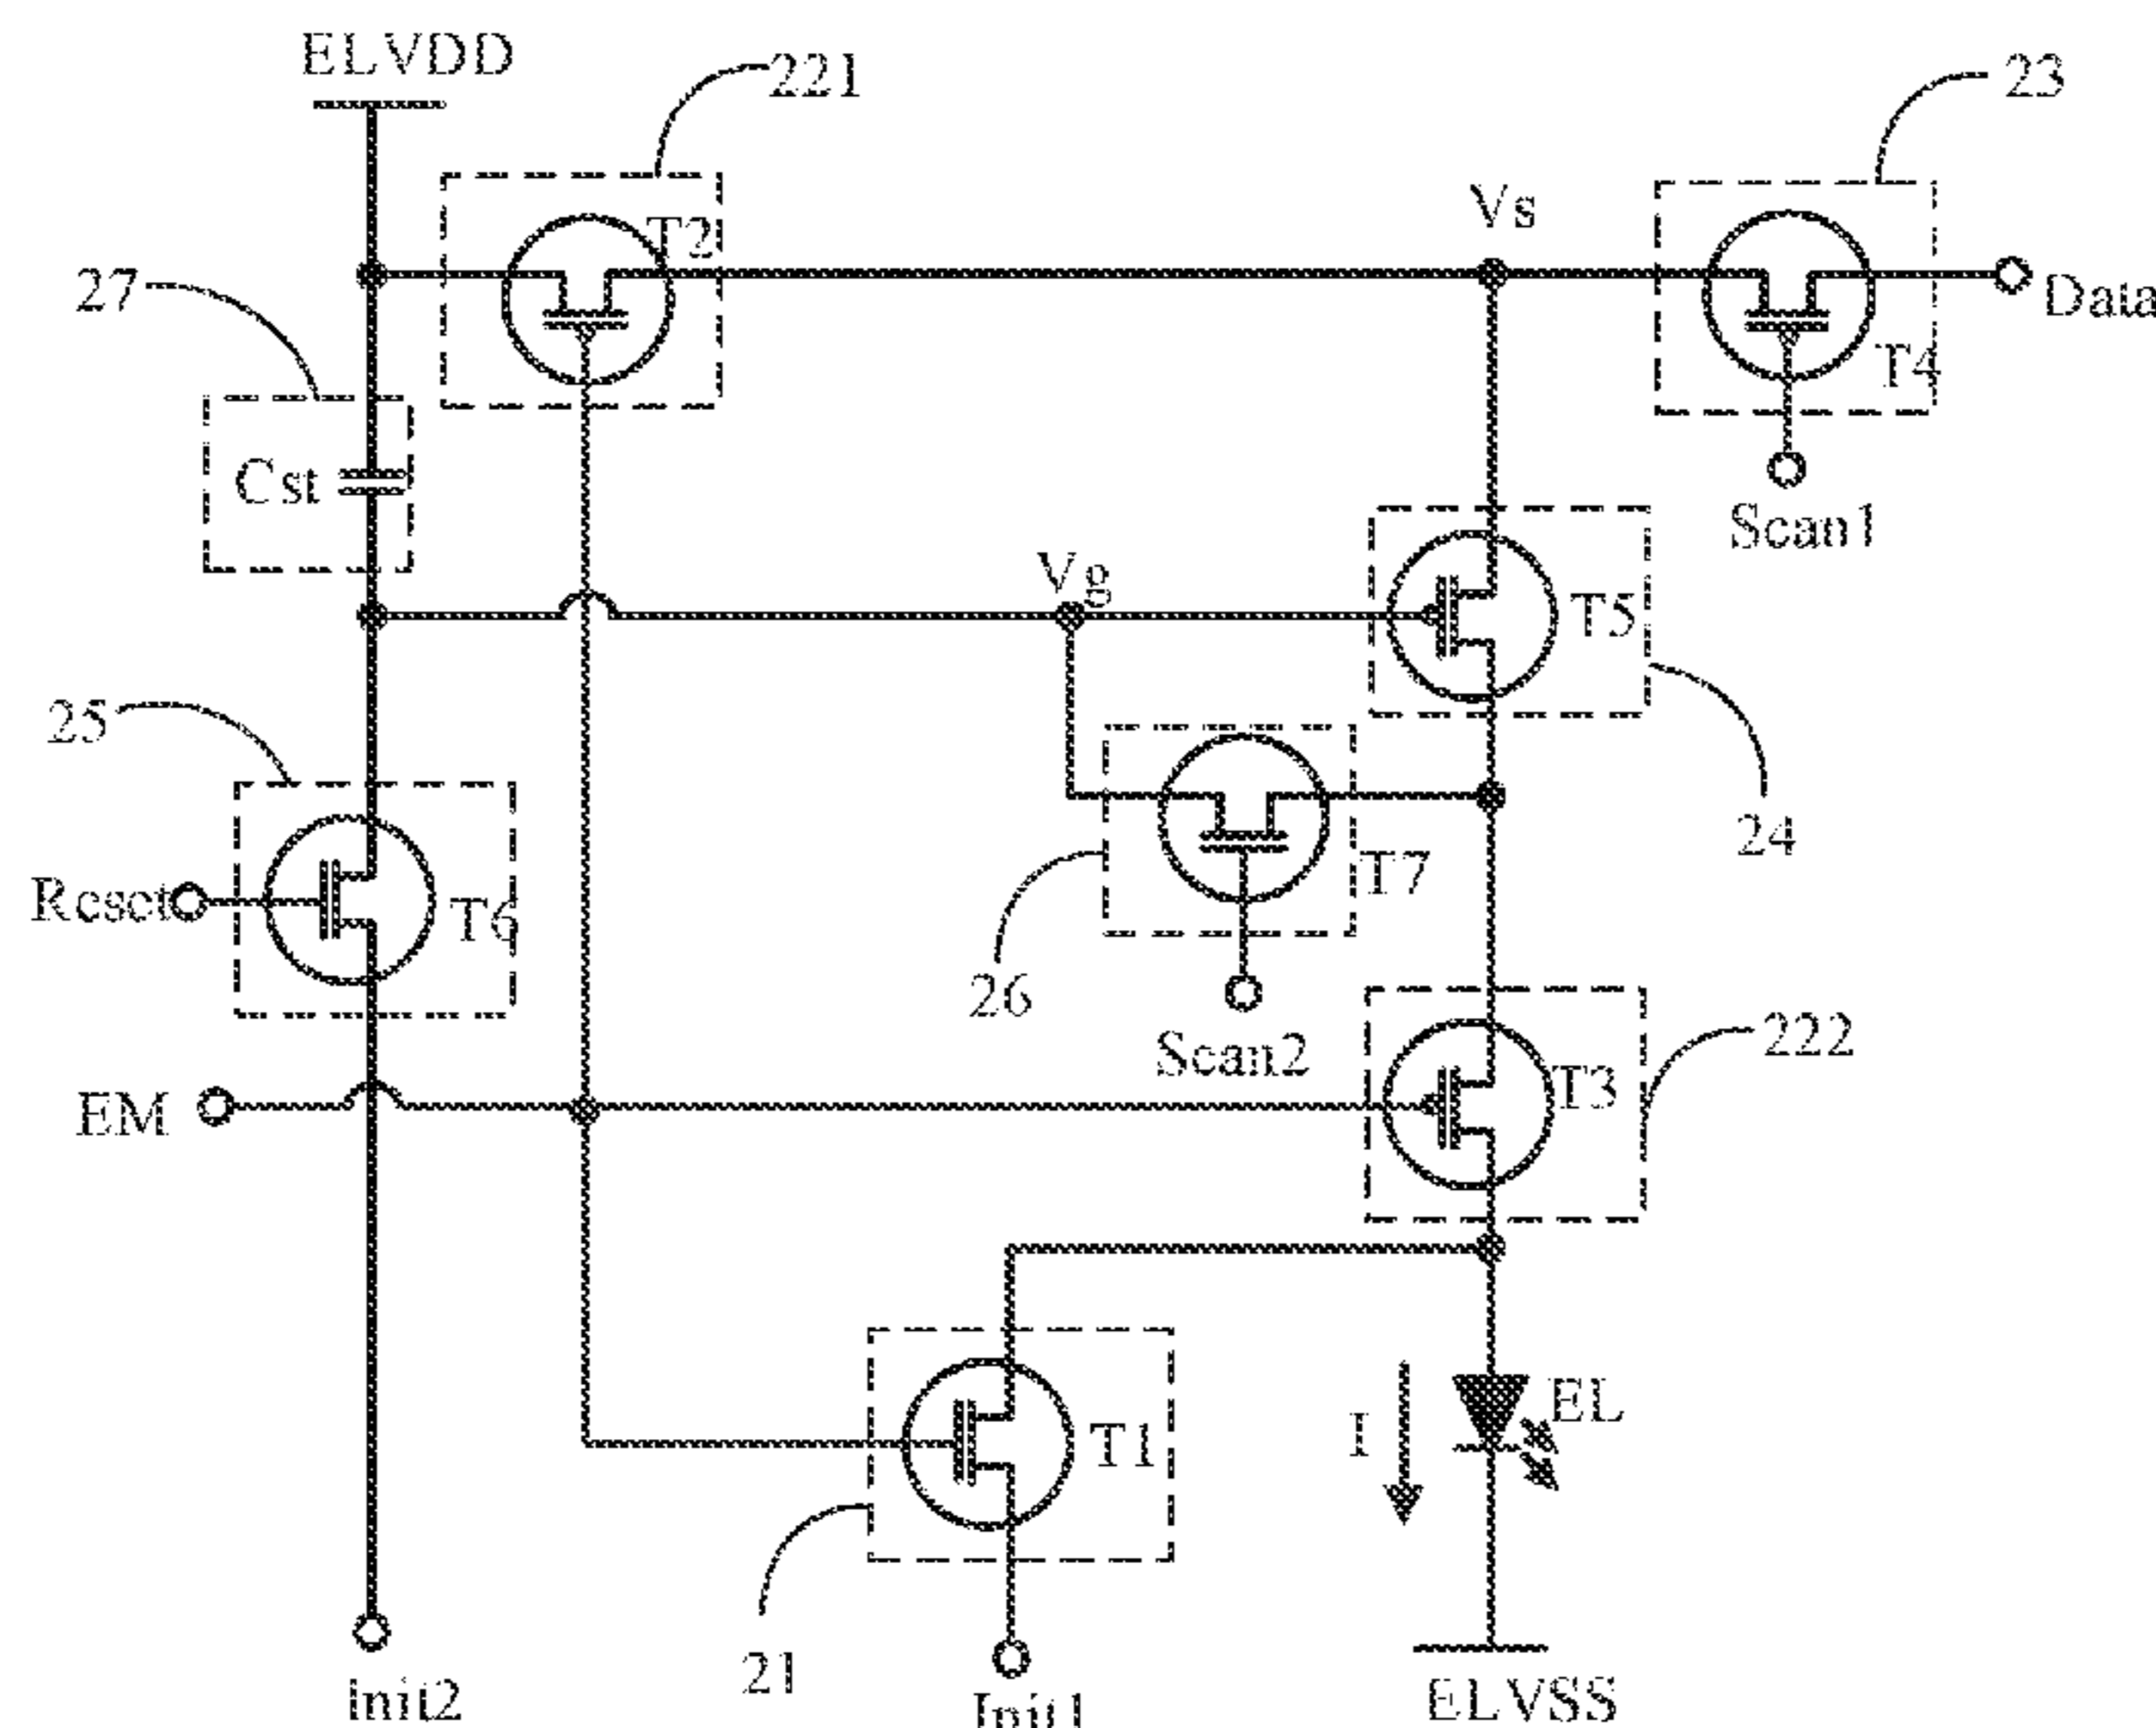 ELVDD
221
23
T2
Vs
27
Data
T4
Cst
Scan1
Vg
T5
25
24
T7
Reset
T6
26
Scan2
222
T3
EM
EL
I
T1
21
Init2
Init1
ELVSS